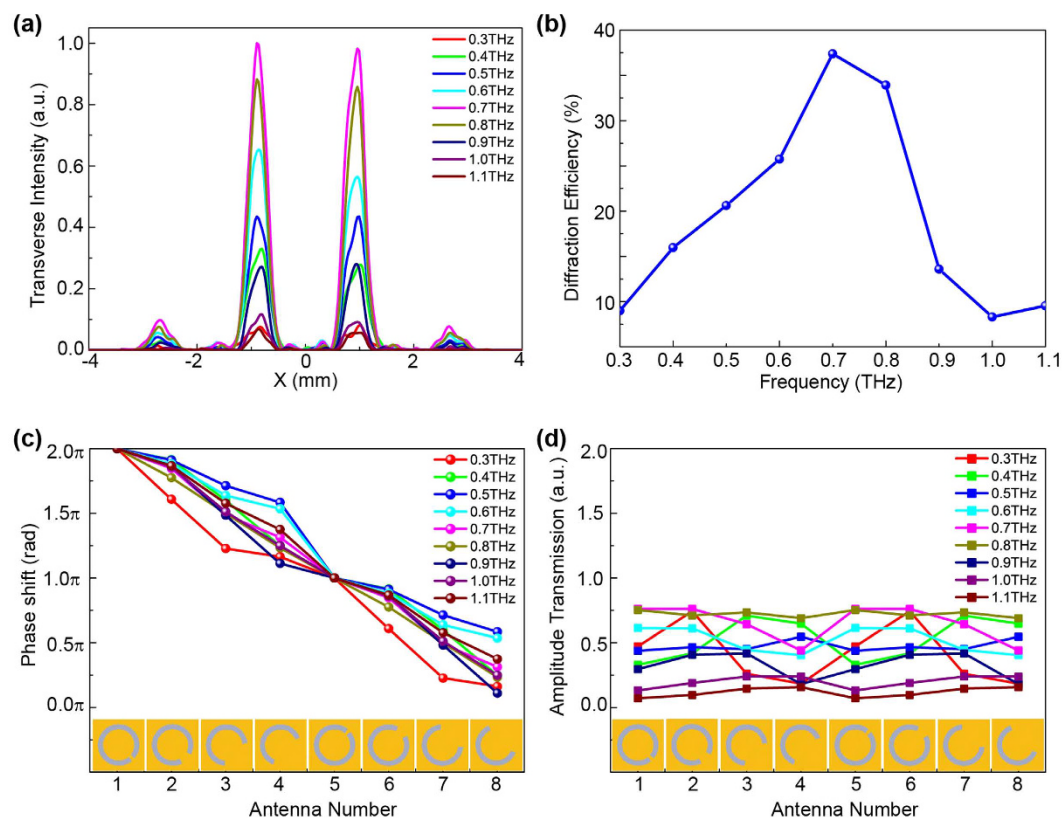 (a)
1.0
0.8
0.6
0.4
0.2
0.0
Transverse Intensity (a.u.)
-4
-2
0
2
4
X (mm)
0.3THz
0.4THz
0.5THz
0.6THz
0.7THz
0.8THz
0.9THz
1.0THz
1.1THz
(b)
40
30
20
10
Diffraction Efficiency (%)
0.3 0.4 0.5 0.6 0.7 0.8 0.9 1.0 1.1
Frequency (THz)
(c)
2.0π
1.5π
1.0π
0.5π
0.0π
Phase shift (rad)
0.3THz
0.4THz
0.5THz
0.6THz
0.7THz
0.8THz
0.9THz
1.0THz
1.1THz
1 2 3 4 5 6 7 8
Antenna Number
(d)
2.0
1.5
1.0
0.5
0.0
Amplitude Transmission (a.u.)
0.3THz
0.4THz
0.5THz
0.6THz
0.7THz
0.8THz
0.9THz
1.0THz
1.1THz
1 2 3 4 5 6 7 8
Antenna Number